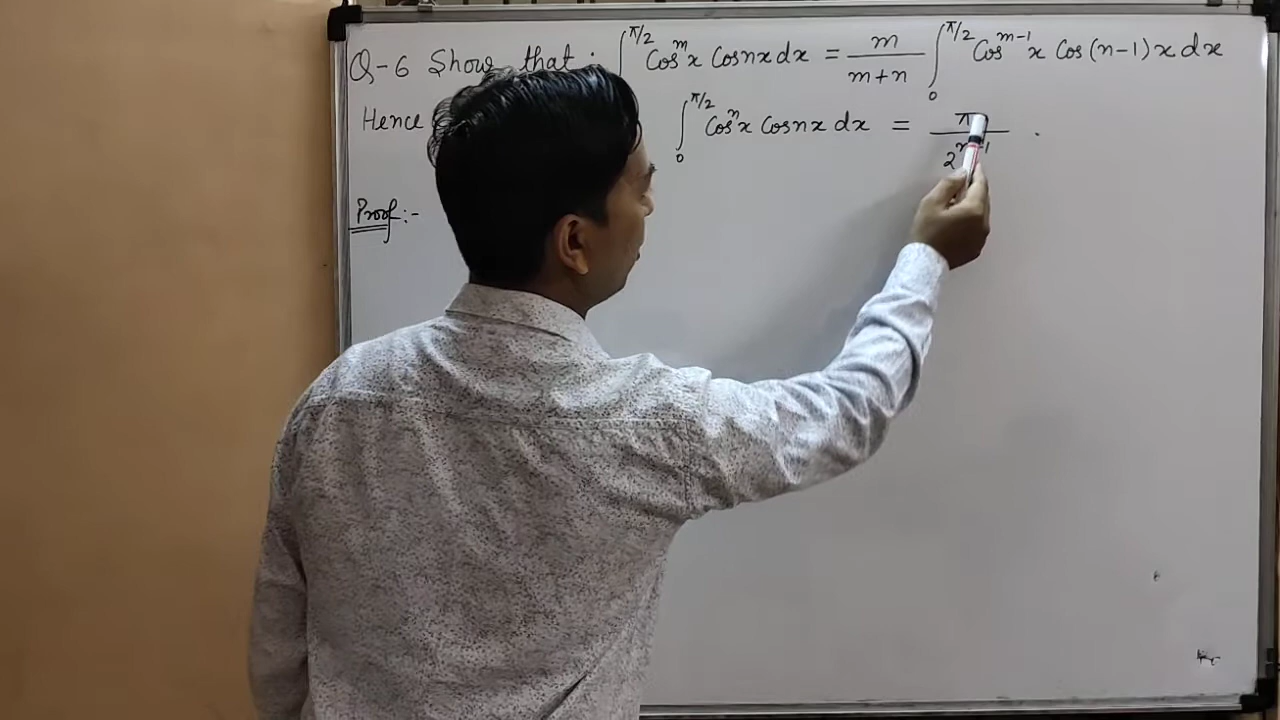 Q-6 Show that ∫₀^{π/2} Cos^m x Cosnx dx = m/(m+n) ∫₀^{π/2} Cos^{m-1} x Cos(n-1)x dx
Hence ∫₀^{π/2} Cos^n x Cosnx dx = π/2 .
Proof:-